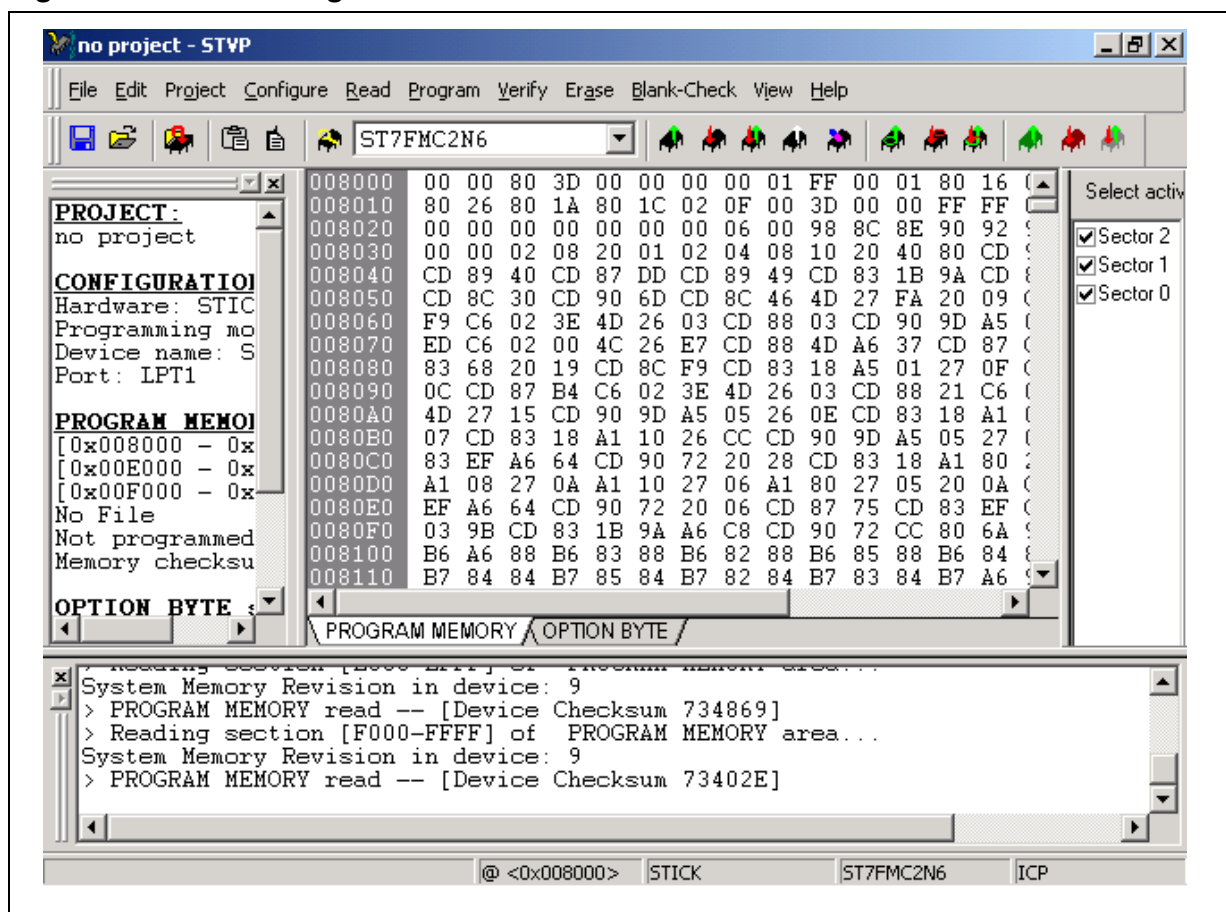 no project - STVP
File Edit Project Configure Read Program Verify Erase Blank-Check View Help
ST7FMC2N6
PROJECT:
no project
CONFIGURATIO
Hardware: STIC
Programming mo
Device name: S
Port: LPT1
PROGRAM MEMO
[0x008000 - 0x
[0x00E000 - 0x
[0x00F000 - 0x
No File
Not programmed
Memory checksu
OPTION BYTE
008000 00 00 80 3D 00 00 00 00 01 FF 00 01 80 16
008010 80 26 80 1A 80 1C 02 0F 00 3D 00 00 FF FF
008020 00 00 00 00 00 00 06 00 98 8C 8E 90 92
008030 00 00 02 08 20 01 02 04 08 10 20 40 80 CD
008040 CD 89 40 CD 87 DD CD 89 49 CD 83 1B 9A CD
008050 CD 8C 30 CD 90 6D CD 8C 46 4D 27 FA 20 09
008060 F9 C6 02 3E 4D 26 03 CD 88 03 CD 90 9D A5
008070 ED C6 02 00 4C 26 E7 CD 88 4D A6 37 CD 87
008080 83 68 20 19 CD 8C F9 CD 83 18 A5 01 27 0F
008090 0C CD 87 B4 C6 02 3E 4D 26 03 CD 88 21 C6
0080A0 4D 27 15 CD 90 9D A5 05 26 0E CD 83 18 A1
0080B0 07 CD 83 18 A1 10 26 CC CD 90 9D A5 05 27
0080C0 83 EF A6 64 CD 90 72 20 28 CD 83 18 A1 80
0080D0 A1 08 27 0A A1 10 27 06 A1 80 27 05 20 0A
0080E0 EF A6 64 CD 90 72 20 06 CD 87 75 CD 83 EF
0080F0 03 9B CD 83 1B 9A A6 C8 CD 90 72 CC 80 6A
008100 B6 A6 88 B6 83 88 B6 82 88 B6 85 88 B6 84
008110 B7 84 84 B7 85 84 B7 82 84 B7 83 84 B7 A6
PROGRAM MEMORY OPTION BYTE
Select activ
Sector 2
Sector 1
Sector 0
System Memory Revision in device: 9
> PROGRAM MEMORY read -- [Device Checksum 734869]
> Reading section [F000-FFFF] of PROGRAM MEMORY area...
System Memory Revision in device: 9
> PROGRAM MEMORY read -- [Device Checksum 73402E]
@ <0x008000> STICK ST7FMC2N6 ICP